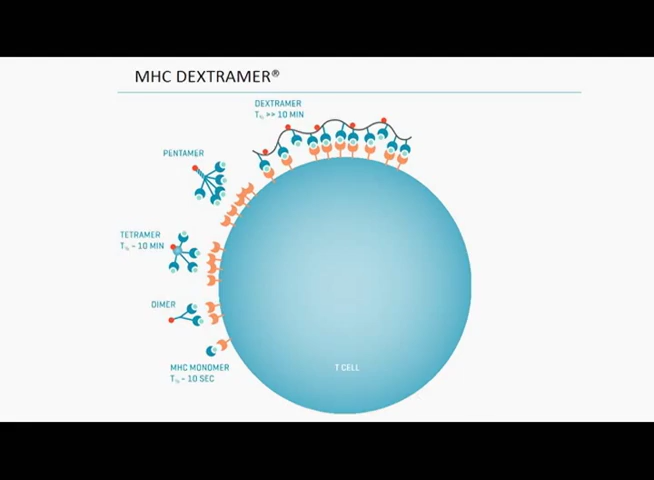 MHC DEXTRAMER®
DEXTRAMER
T½ >> 10 MIN
PENTAMER
TETRAMER
T½ ~ 10 MIN
DIMER
MHC MONOMER
T½ ~ 10 SEC
T CELL